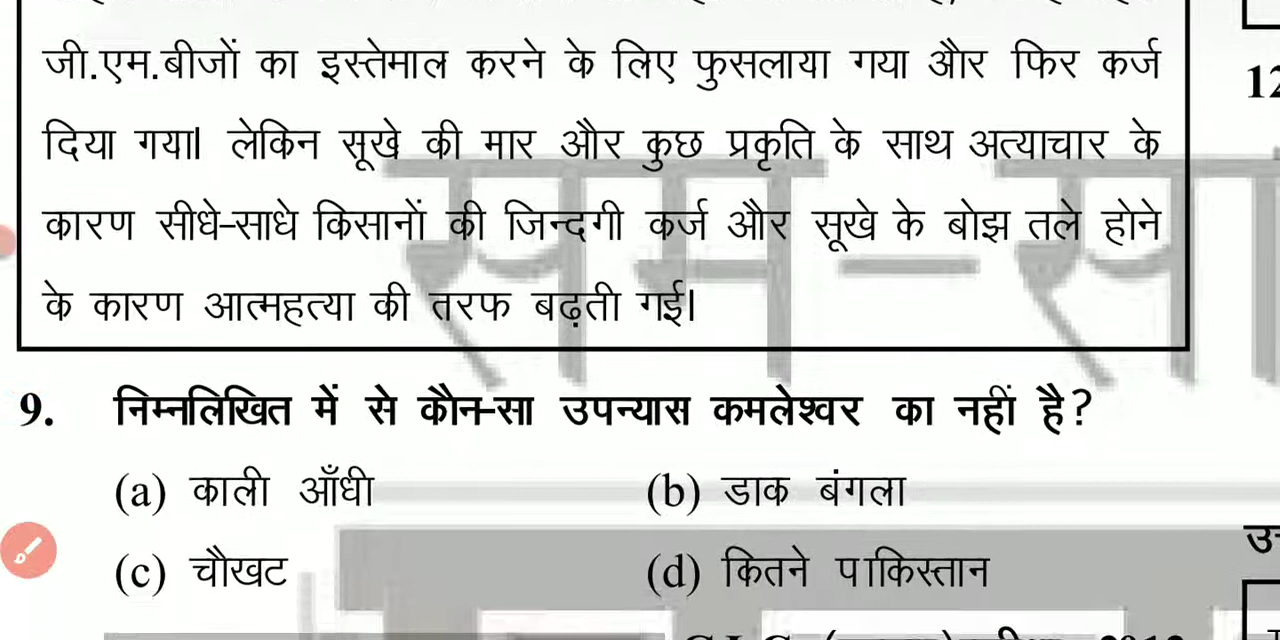 जी.एम.बीजों का इस्तेमाल करने के लिए फुसलाया गया और फिर कर्ज
दिया गया। लेकिन सूखे की मार और कुछ प्रकृति के साथ अत्याचार के
कारण सीधे-साधे किसानों की जिन्दगी कर्ज और सूखे के बोझ तले होने
के कारण आत्महत्या की तरफ बढ़ती गई।
9. निम्नलिखित में से कौन-सा उपन्यास कमलेश्वर का नहीं है?
(a) काली आँधी (b) डाक बंगला
(c) चौखट (d) कितने पाकिस्तान
12